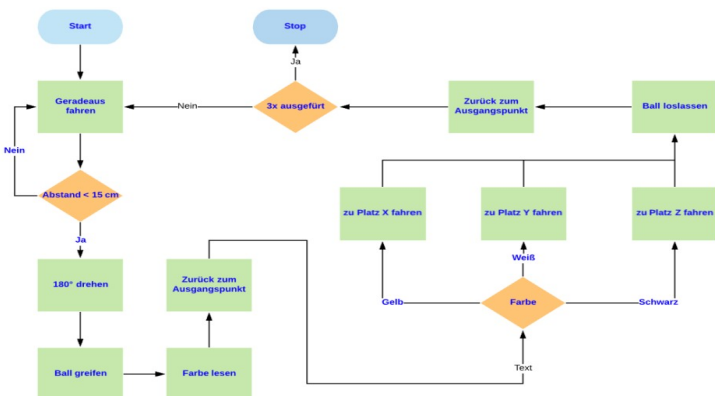 Start
Stop
Ja
Geradeaus
fahren
Nein
3x ausgefürt
Zurück zum
Ausgangspunkt
Ball loslassen
Nein
Abstand < 15 cm
Ja
zu Platz X fahren
zu Platz Y fahren
zu Platz Z fahren
180° drehen
Zurück zum
Ausgangspunkt
Weiß
Gelb
Farbe
Schwarz
Ball greifen
Farbe lesen
Text